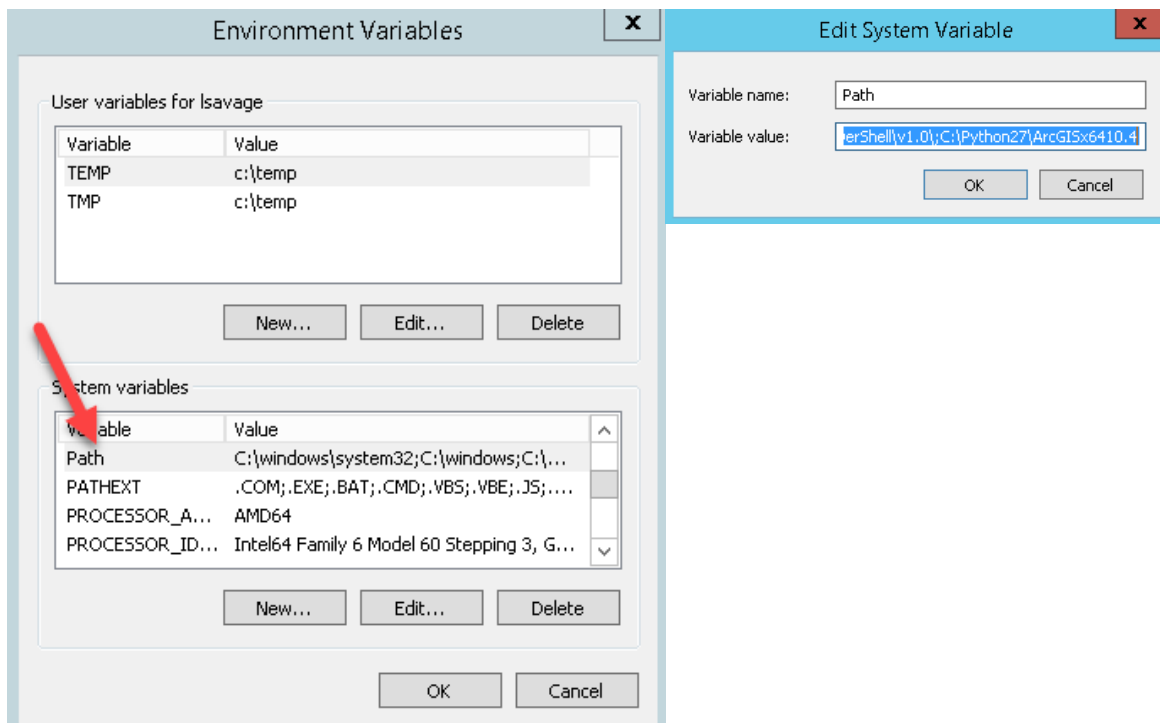 Environment Variables
x
User variables for lsavage
Variable Value
TEMP c:\temp
TMP c:\temp
New... Edit... Delete
System variables
Variable Value
Path C:\windows\system32;C:\windows;C:\...
PATHEXT .COM;.EXE;.BAT;.CMD;.VBS;.VBE;.JS;....
PROCESSOR_A... AMD64
PROCESSOR_ID... Intel64 Family 6 Model 60 Stepping 3, G...
New... Edit... Delete
OK Cancel
Edit System Variable
x
Variable name: Path
Variable value: erShell\v1.0\;C:\Python27\ArcGISx6410.4
OK Cancel